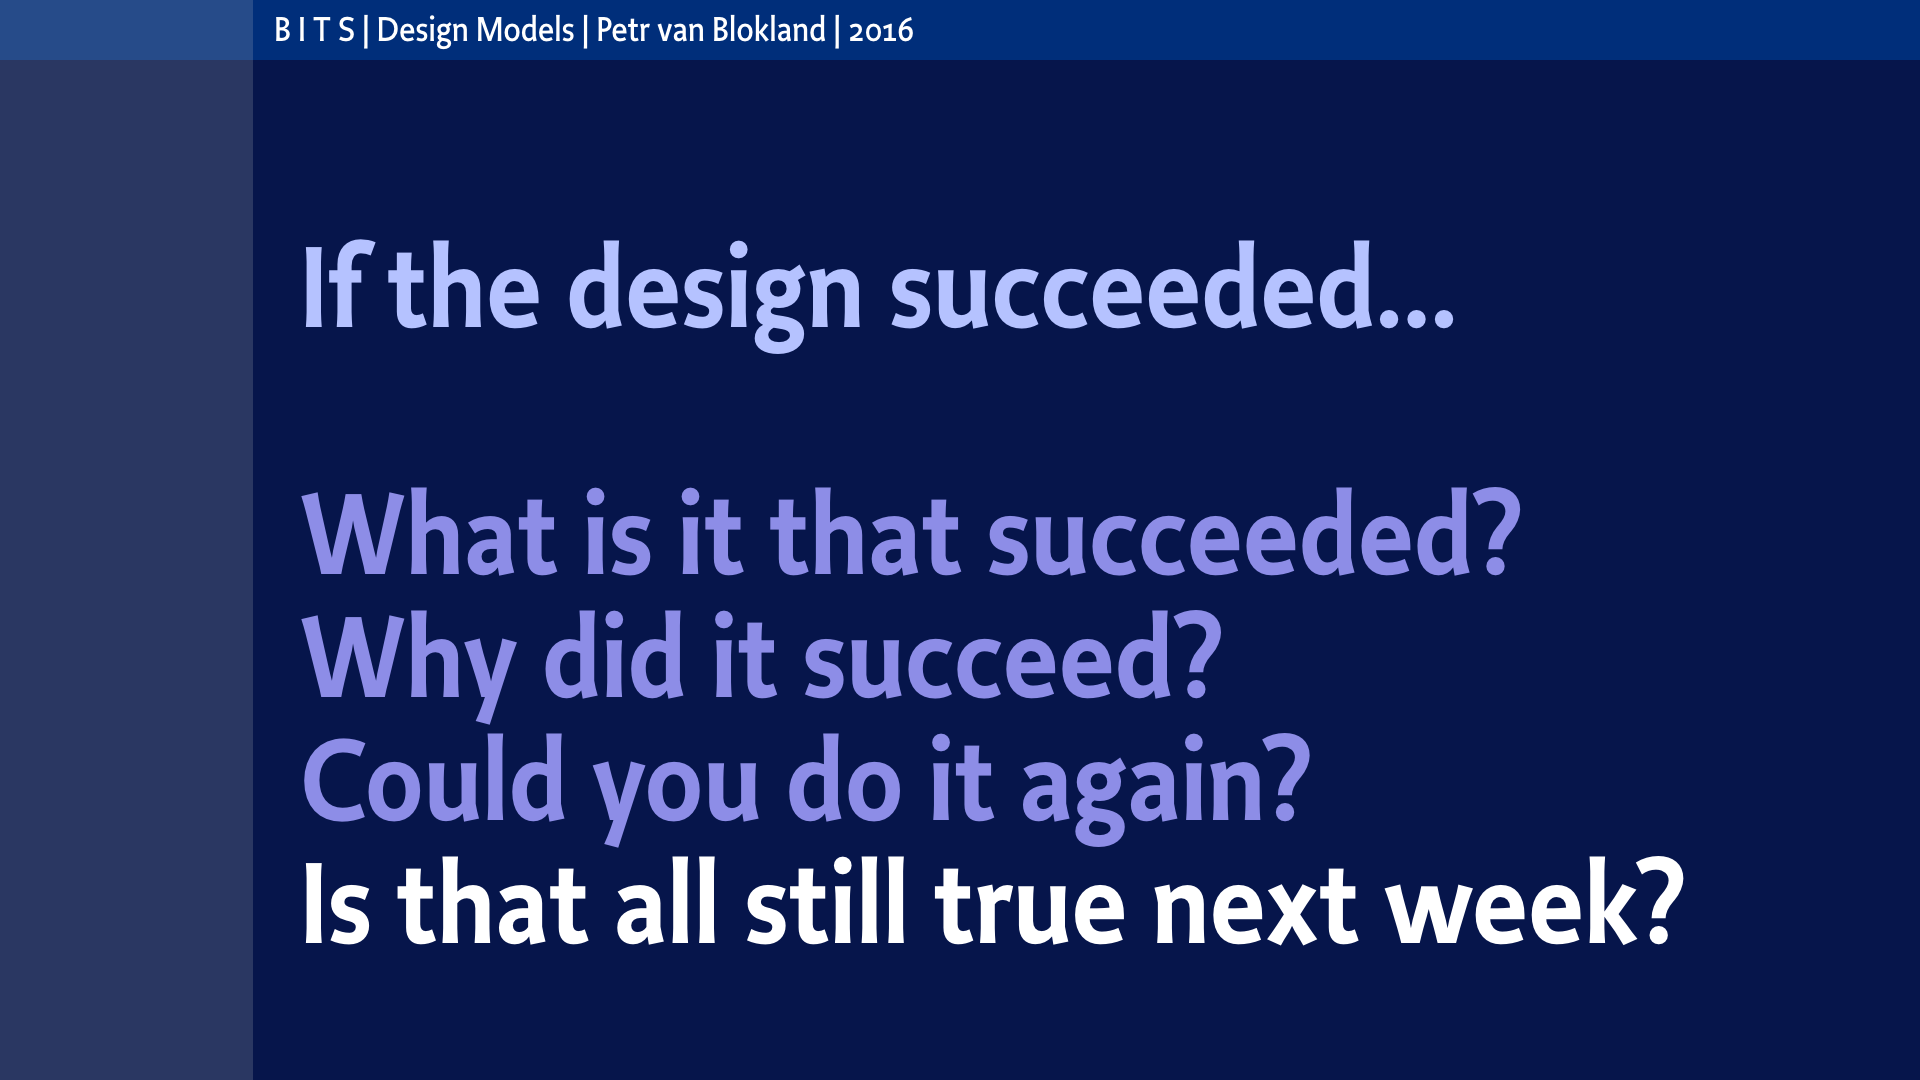 B I T S | Design Models | Petr van Blokland | 2016
If the design succeeded...
What is it that succeeded?
Why did it succeed?
Could you do it again?
Is that all still true next week?